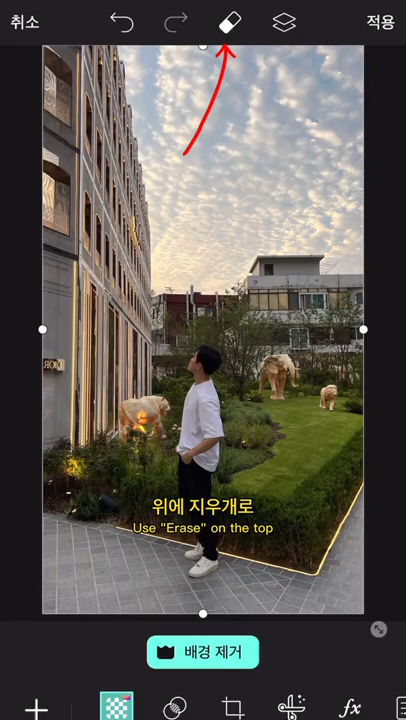 취소
적용
위에 지우개로
Use "Erase" on the top
배경 제거
fx